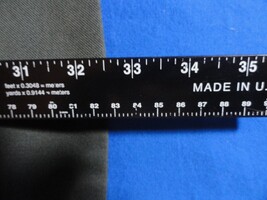 31 32 33 34 35
feet x 0.3048 = meters
yards x 0.9144 = meters
MADE IN U.
78 79 80 81 82 83 84 85 86 87 88 89